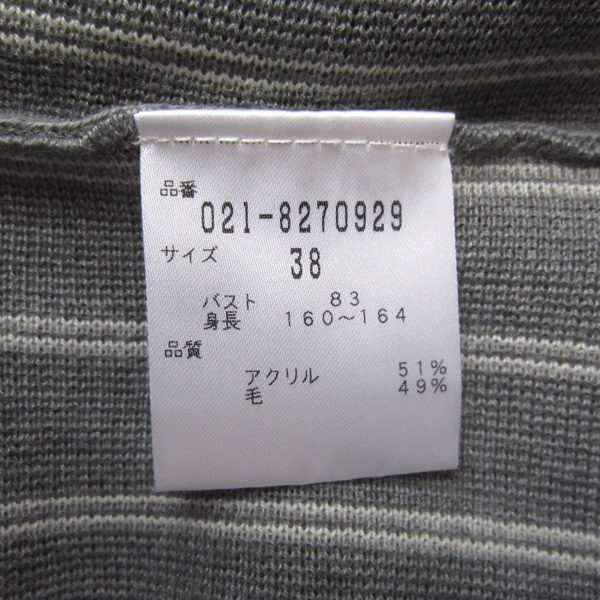 品番
021-8270929
サイズ 38
バスト 83
身長 160～164
品質
アクリル 51%
毛 49%